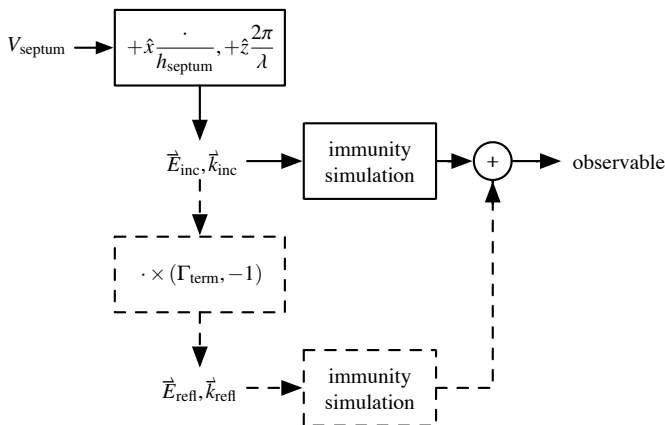 V_septum
+x̂ · / h_septum, +ẑ 2π / λ
E⃗_inc, k⃗_inc
immunity
simulation
+
observable
· × (Γ_term, −1)
E⃗_refl, k⃗_refl
immunity
simulation